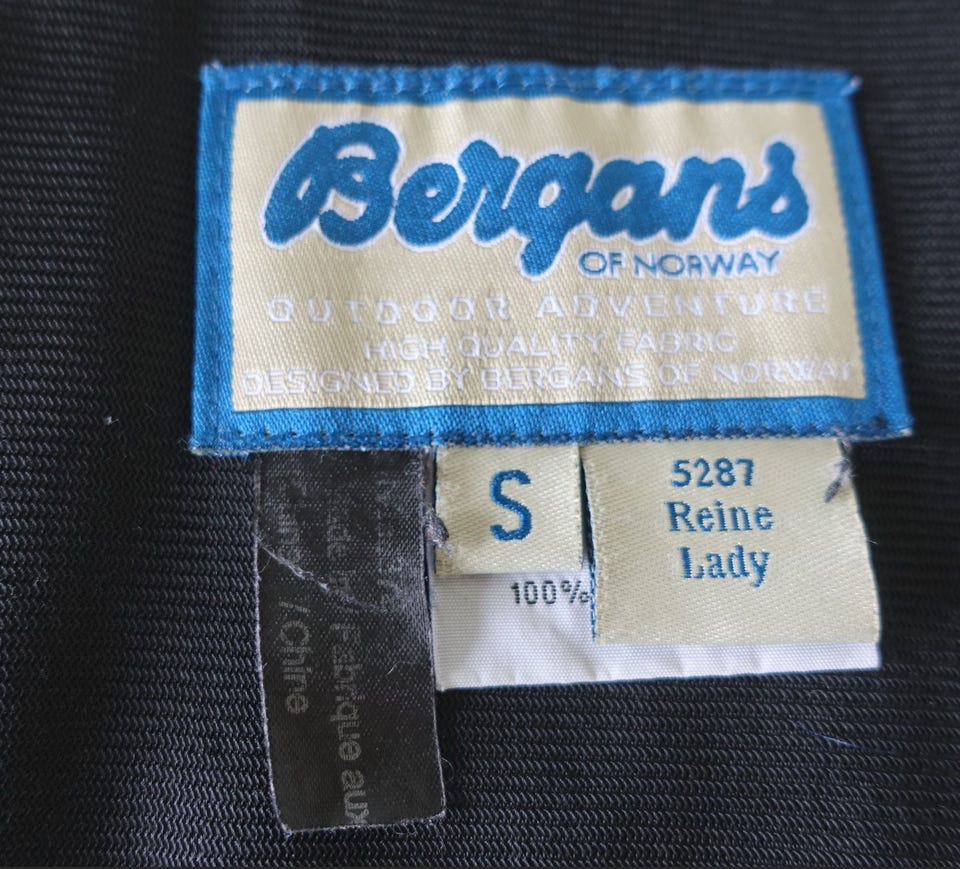 Bergans
OF NORWAY
OUTDOOR ADVENTURE
HIGH QUALITY FABRIC
DESIGNED BY BERGANS OF NORWAY
S
5287
Reine
Lady
100%
Fabrique aux
/Chine